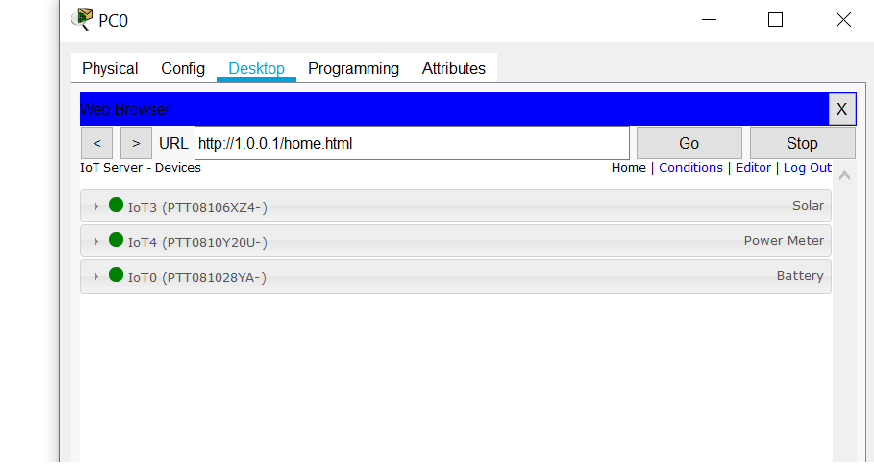 PC0
Physical Config Desktop Programming Attributes
Web Browser X
< > URL http://1.0.0.1/home.html Go Stop
IoT Server - Devices Home | Conditions | Editor | Log Out
IoT3 (PTT08106XZ4-) Solar
IoT4 (PTT0810Y20U-) Power Meter
IoT0 (PTT081028YA-) Battery